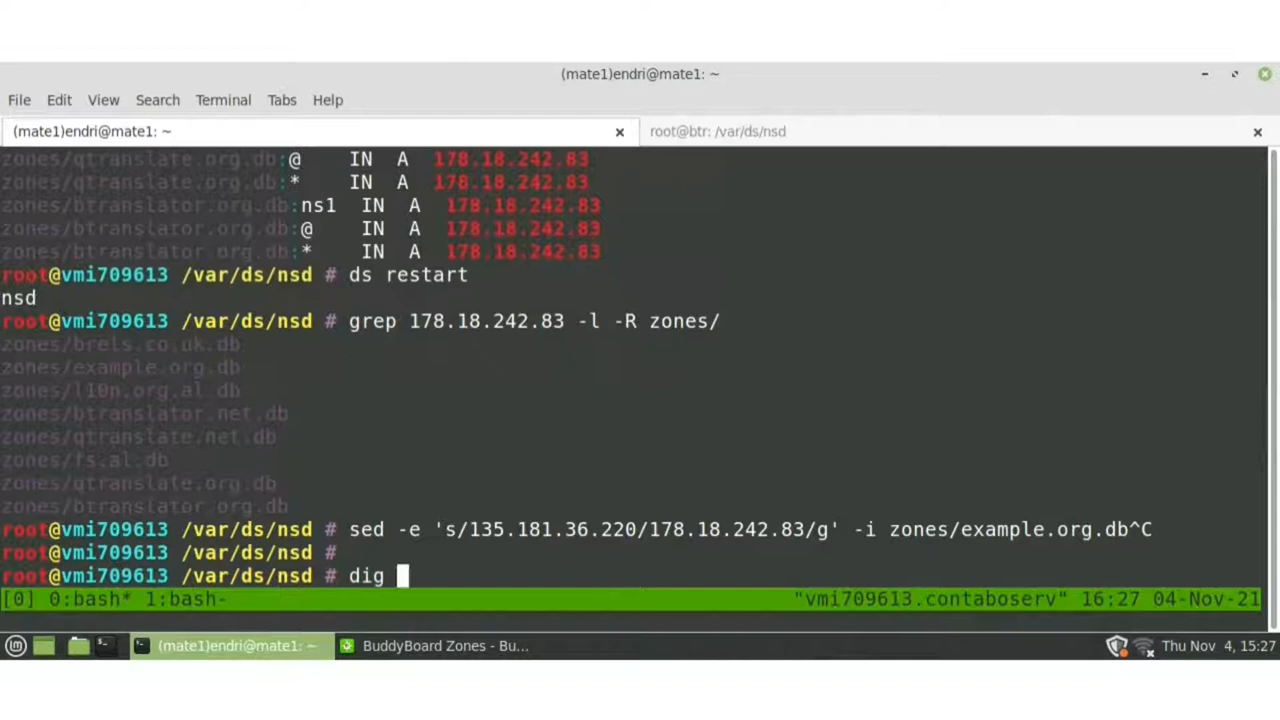 (mate1)endri@mate1: ~
File Edit View Search Terminal Tabs Help
(mate1)endri@mate1: ~ root@btr: /var/ds/nsd
zones/qtranslate.org.db:@ IN A 178.18.242.83
zones/qtranslate.org.db:* IN A 178.18.242.83
zones/btranslator.org.db:ns1 IN A 178.18.242.83
zones/btranslator.org.db:@ IN A 178.18.242.83
zones/btranslator.org.db:* IN A 178.18.242.83
root@vmi709613 /var/ds/nsd # ds restart
nsd
root@vmi709613 /var/ds/nsd # grep 178.18.242.83 -l -R zones/
zones/brels.co.uk.db
zones/example.org.db
zones/l10n.org.al.db
zones/btranslator.net.db
zones/qtranslate.net.db
zones/fs.al.db
zones/qtranslate.org.db
zones/btranslator.org.db
root@vmi709613 /var/ds/nsd # sed -e 's/135.181.36.220/178.18.242.83/g' -i zones/example.org.db^C
root@vmi709613 /var/ds/nsd #
root@vmi709613 /var/ds/nsd # dig
[0] 0:bash* 1:bash- "vmi709613.contaboserv" 16:27 04-Nov-21
(mate1)endri@mate1: ~ BuddyBoard Zones - Bu... Thu Nov 4, 15:27